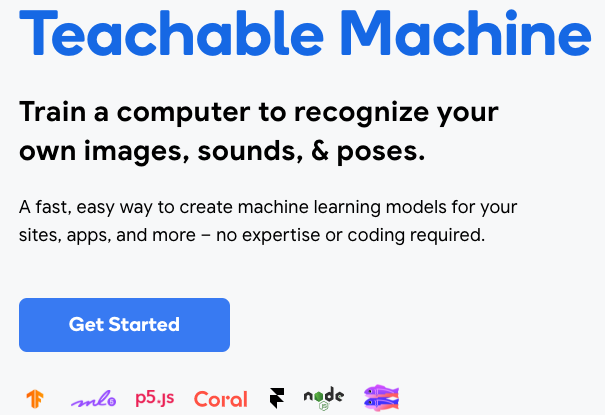 Teachable Machine
Train a computer to recognize your
own images, sounds, & poses.
A fast, easy way to create machine learning models for your
sites, apps, and more – no expertise or coding required.
Get Started
ml5 p5.js Coral node JS